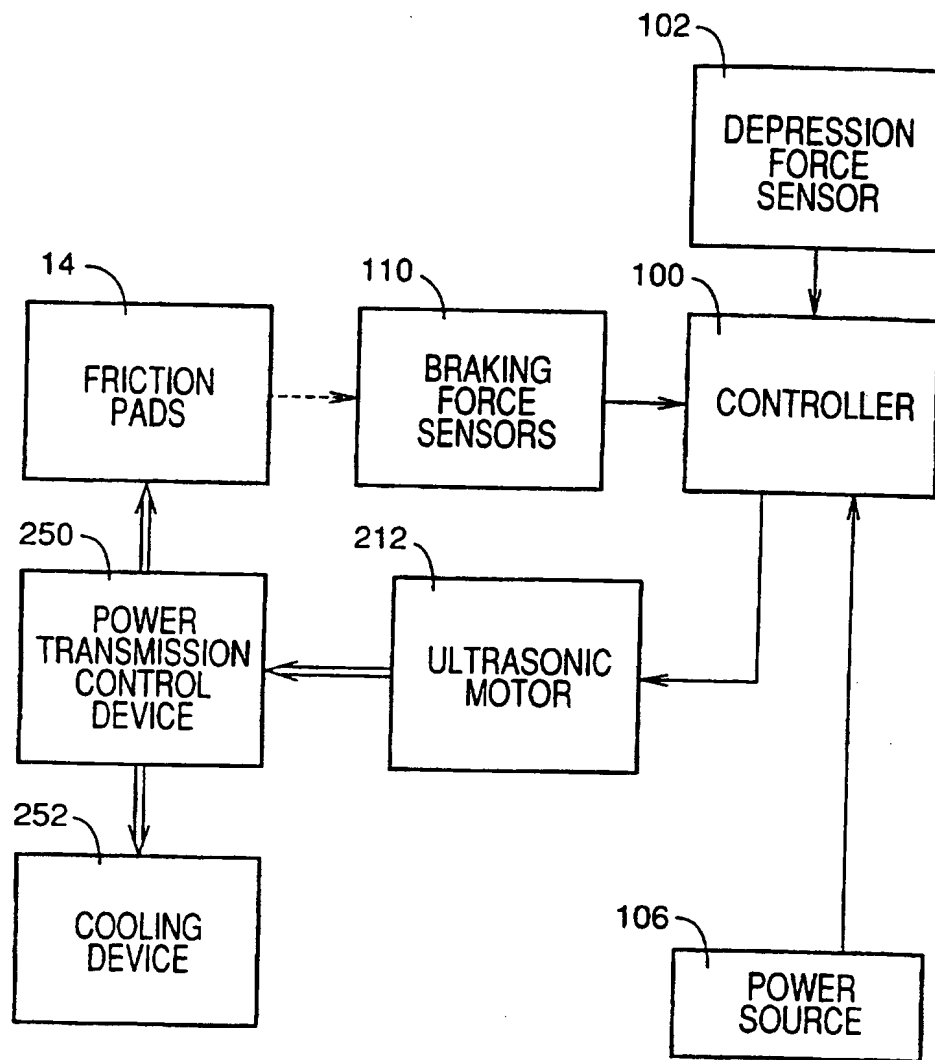 102
DEPRESSION
FORCE
SENSOR
14
110
100
FRICTION
PADS
BRAKING
FORCE
SENSORS
CONTROLLER
250
212
POWER
TRANSMISSION
CONTROL
DEVICE
ULTRASONIC
MOTOR
252
COOLING
DEVICE
106
POWER
SOURCE